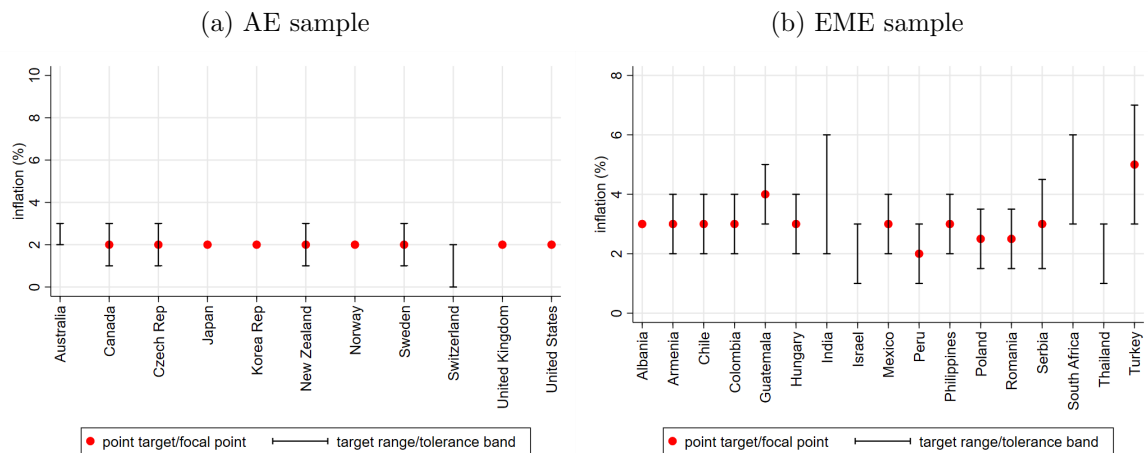 (a) AE sample
inflation (%)
10
8
6
4
2
0
Australia
Canada
Czech Rep
Japan
Korea Rep
New Zealand
Norway
Sweden
Switzerland
United Kingdom
United States
point target/focal point
target range/tolerance band
(b) EME sample
inflation (%)
8
6
4
2
0
Albania
Armenia
Chile
Colombia
Guatemala
Hungary
India
Israel
Mexico
Peru
Philippines
Poland
Romania
Serbia
South Africa
Thailand
Turkey
point target/focal point
target range/tolerance band